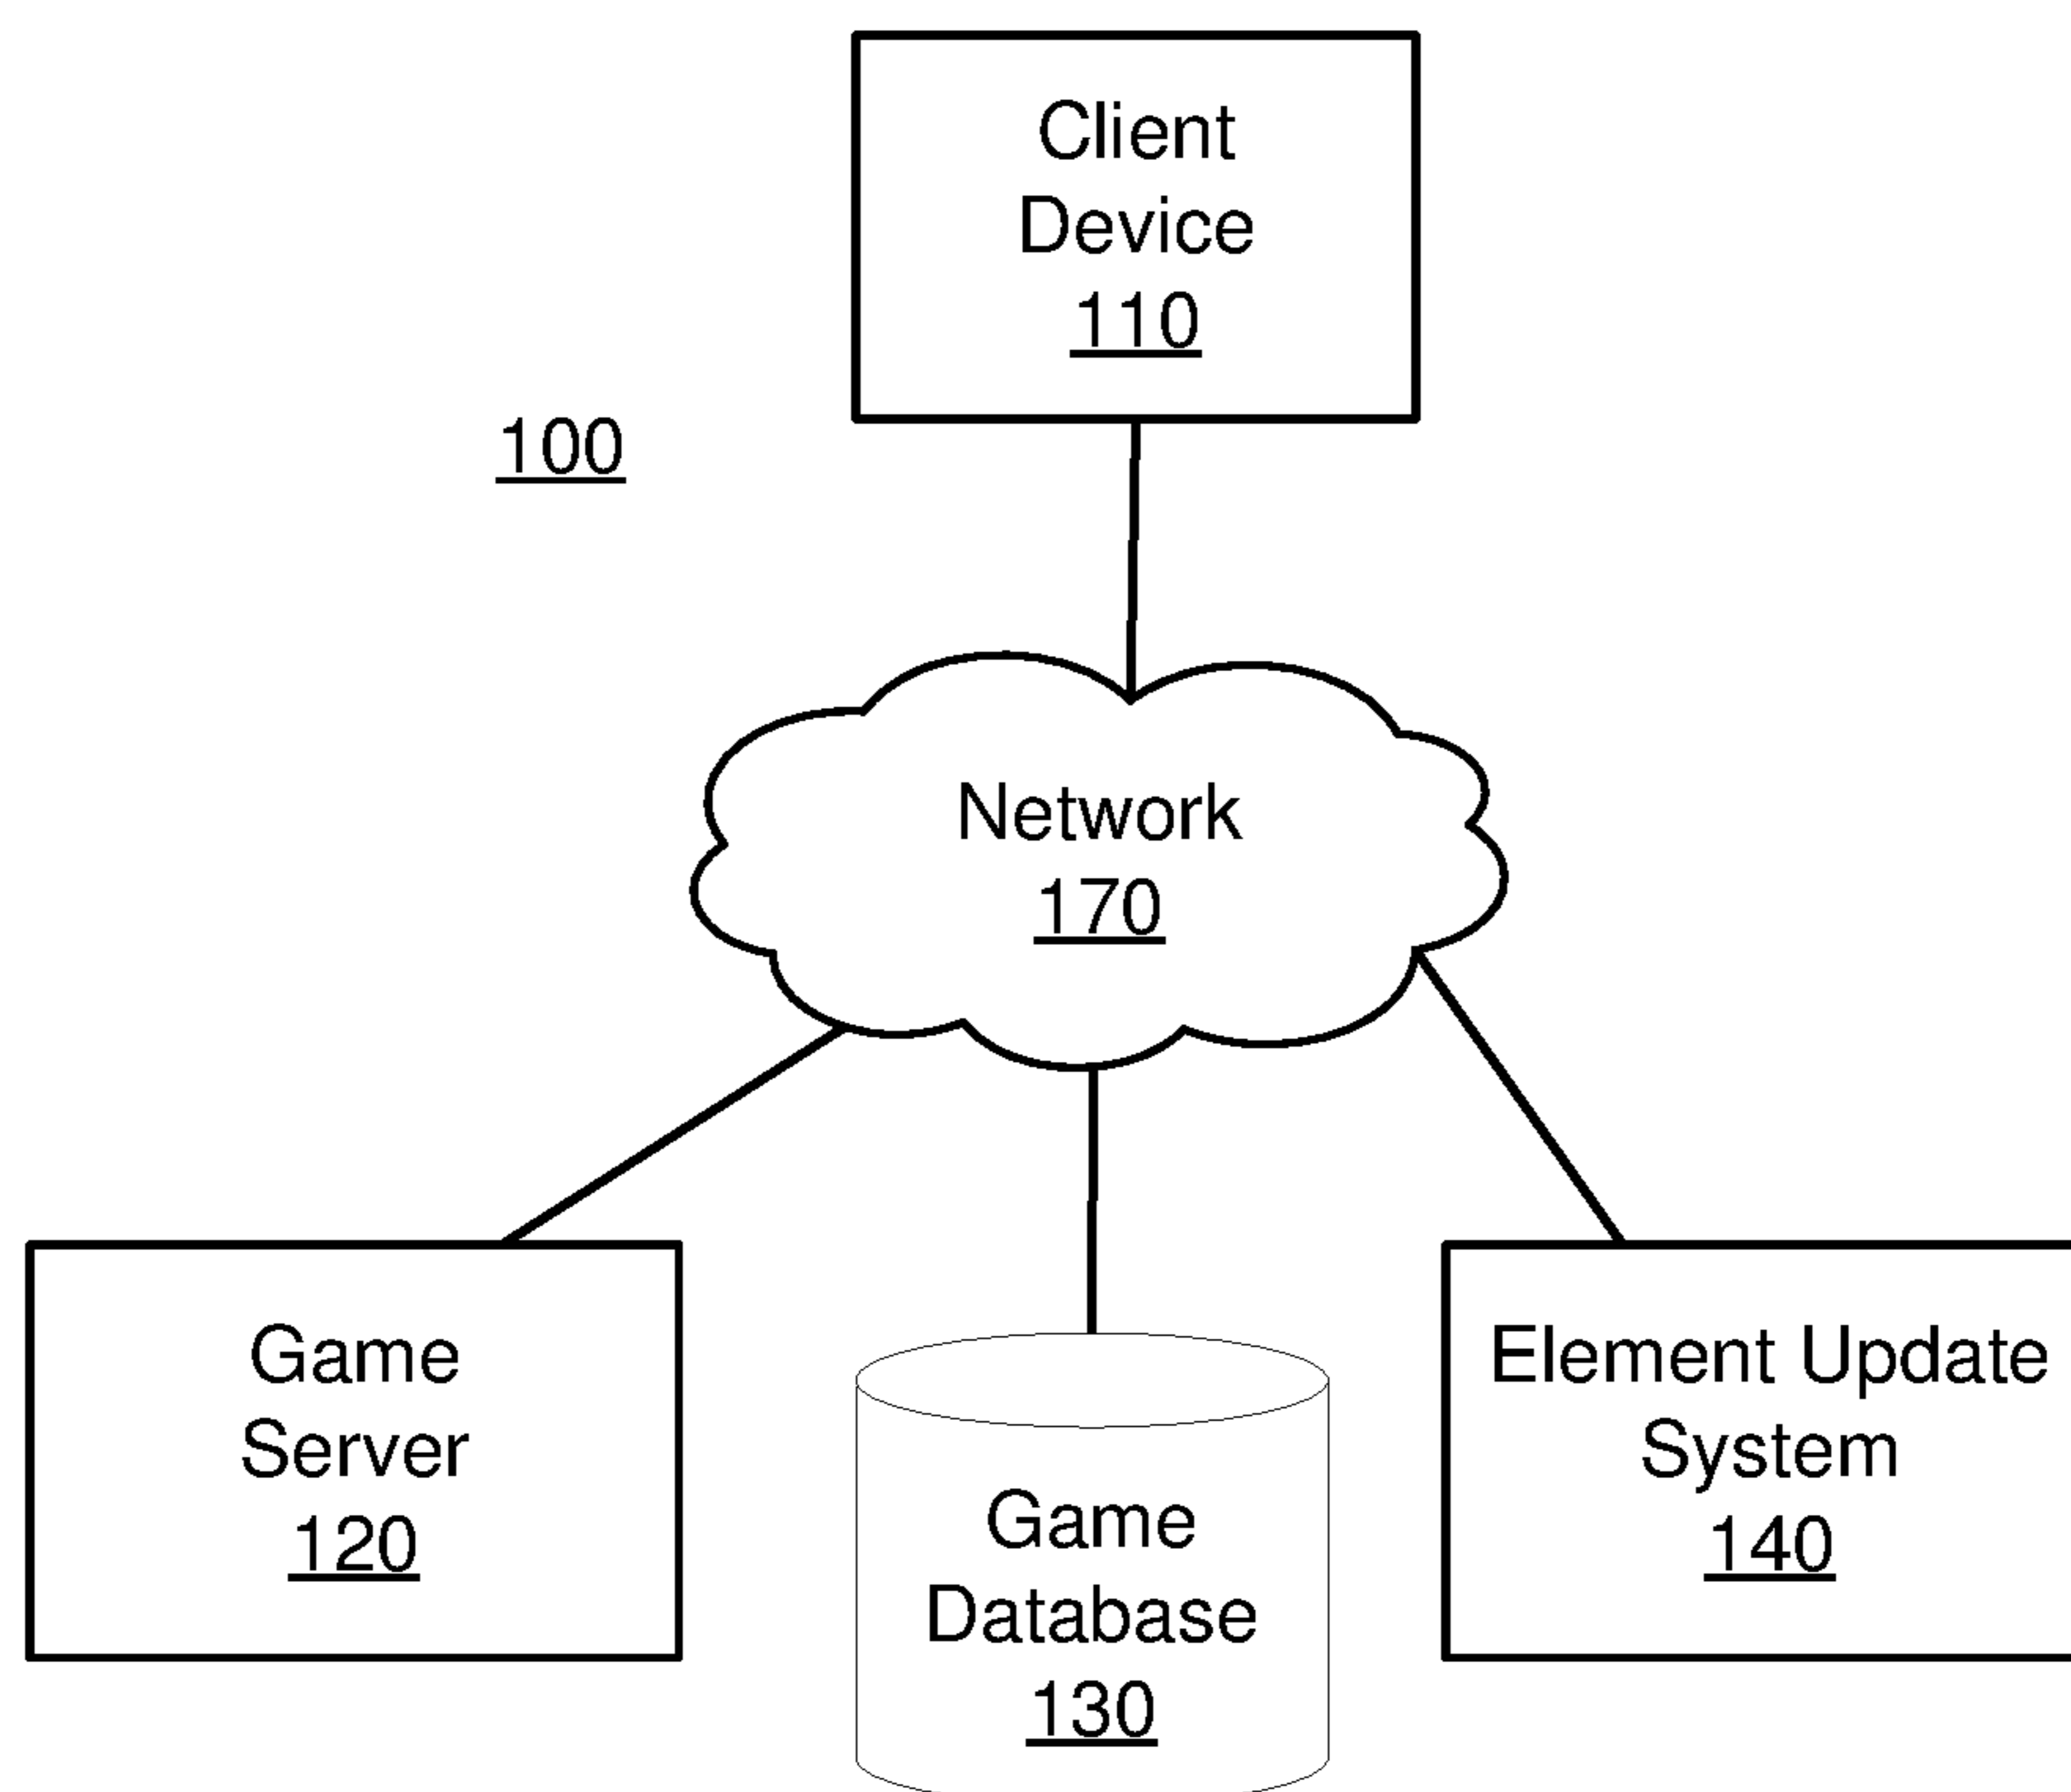 Client
Device
110
100
Network
170
Game
Server
120
Game
Database
130
Element Update
System
140